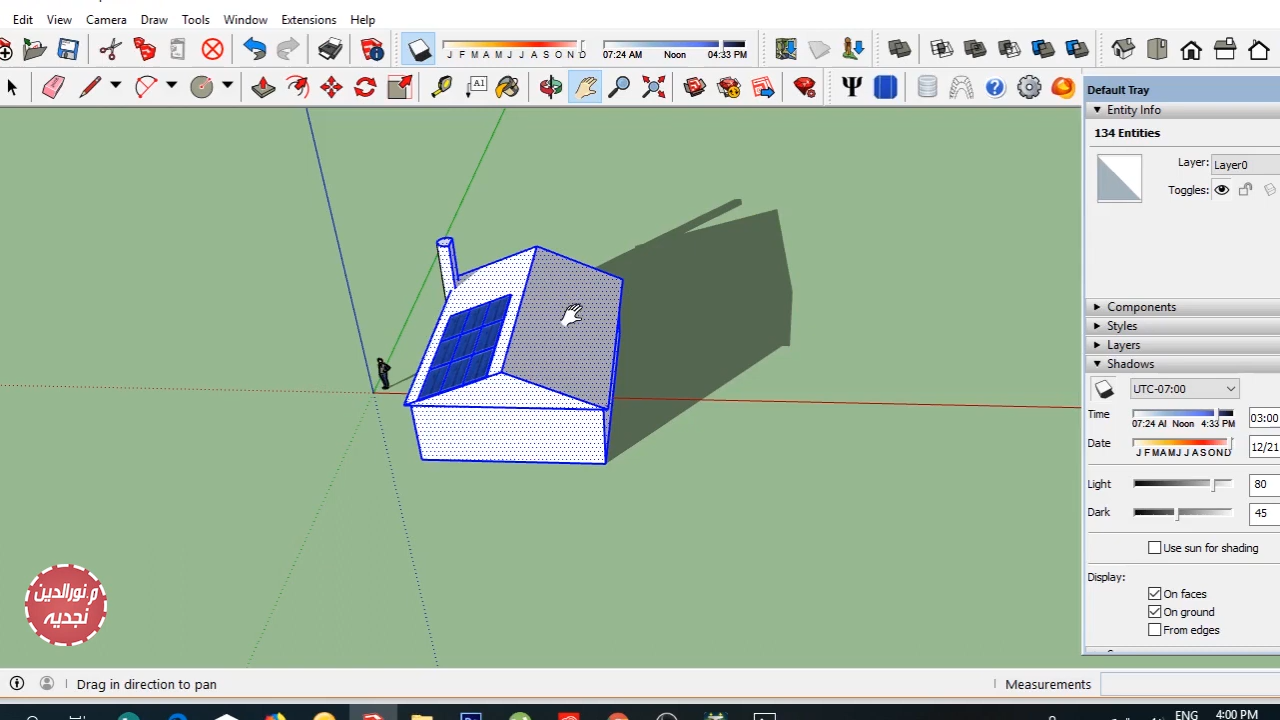 Edit View Camera Draw Tools Window Extensions Help
J F M A M J J A S O N D 07:24 AM Noon 04:33 PM
AI
Default Tray
Entity Info
134 Entities
Layer: Layer0
Toggles:
Components
Styles
Layers
Shadows
UTC-07:00
Time 03:00
07:24 AI Noon 4:33 PM
Date 12/21
J F M A M J J A S O N D
Light 80
Dark 45
Use sun for shading
Display:
On faces
On ground
From edges
م.نورالدين
نجديه
Drag in direction to pan
Measurements
ENG 4:00 PM